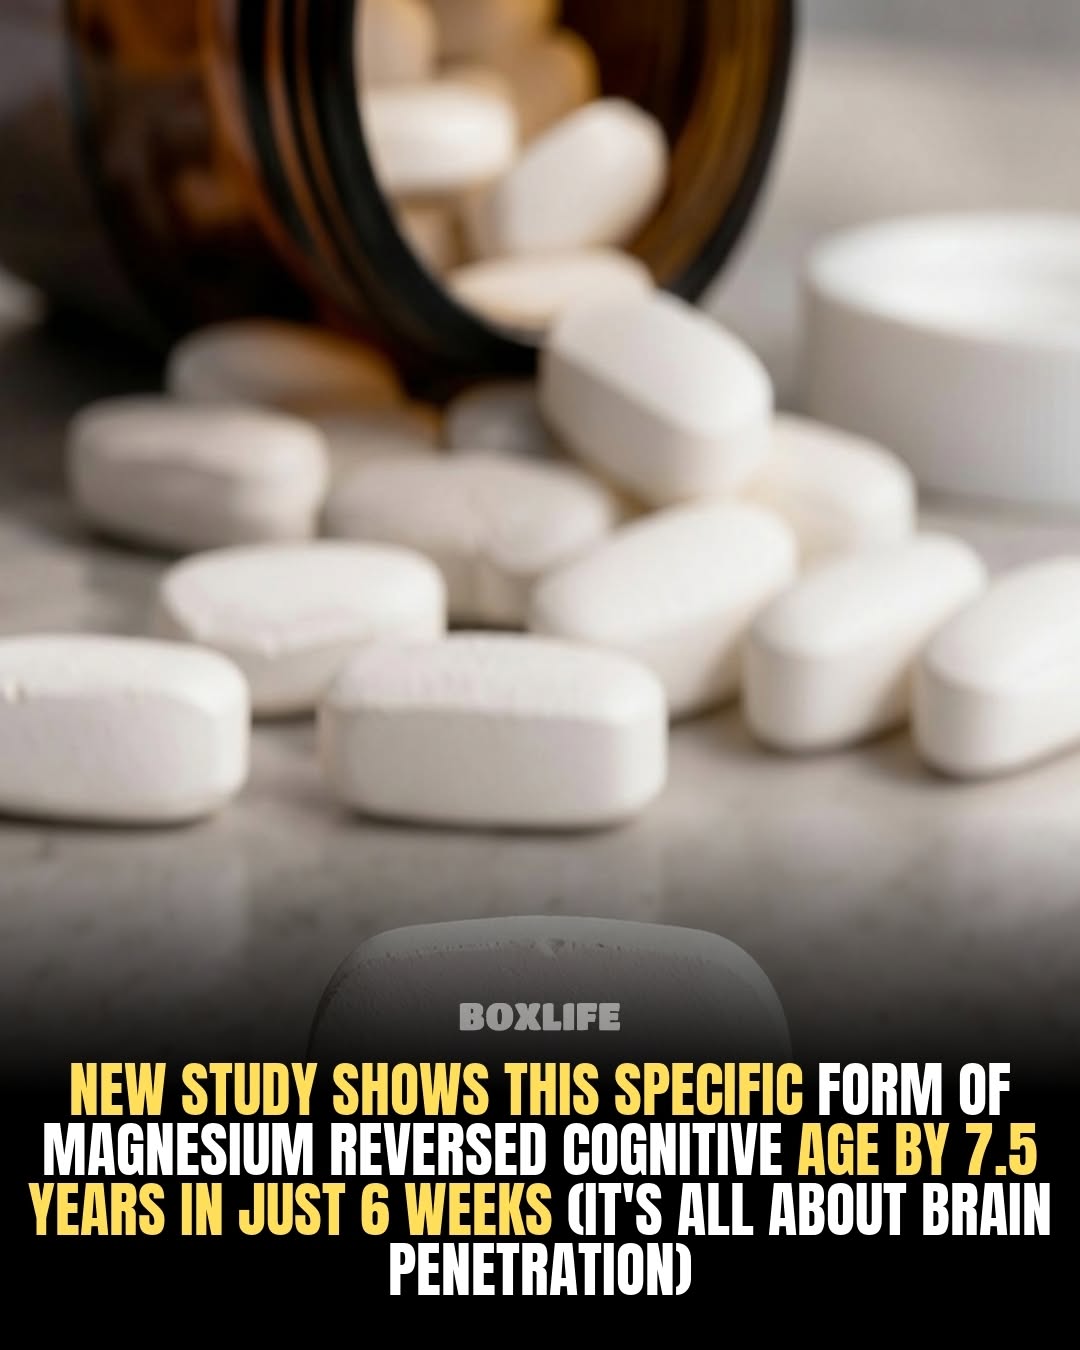 BOXLIFE
NEW STUDY SHOWS THIS SPECIFIC FORM OF
MAGNESIUM REVERSED COGNITIVE AGE BY 7.5
YEARS IN JUST 6 WEEKS (IT'S ALL ABOUT BRAIN
PENETRATION)